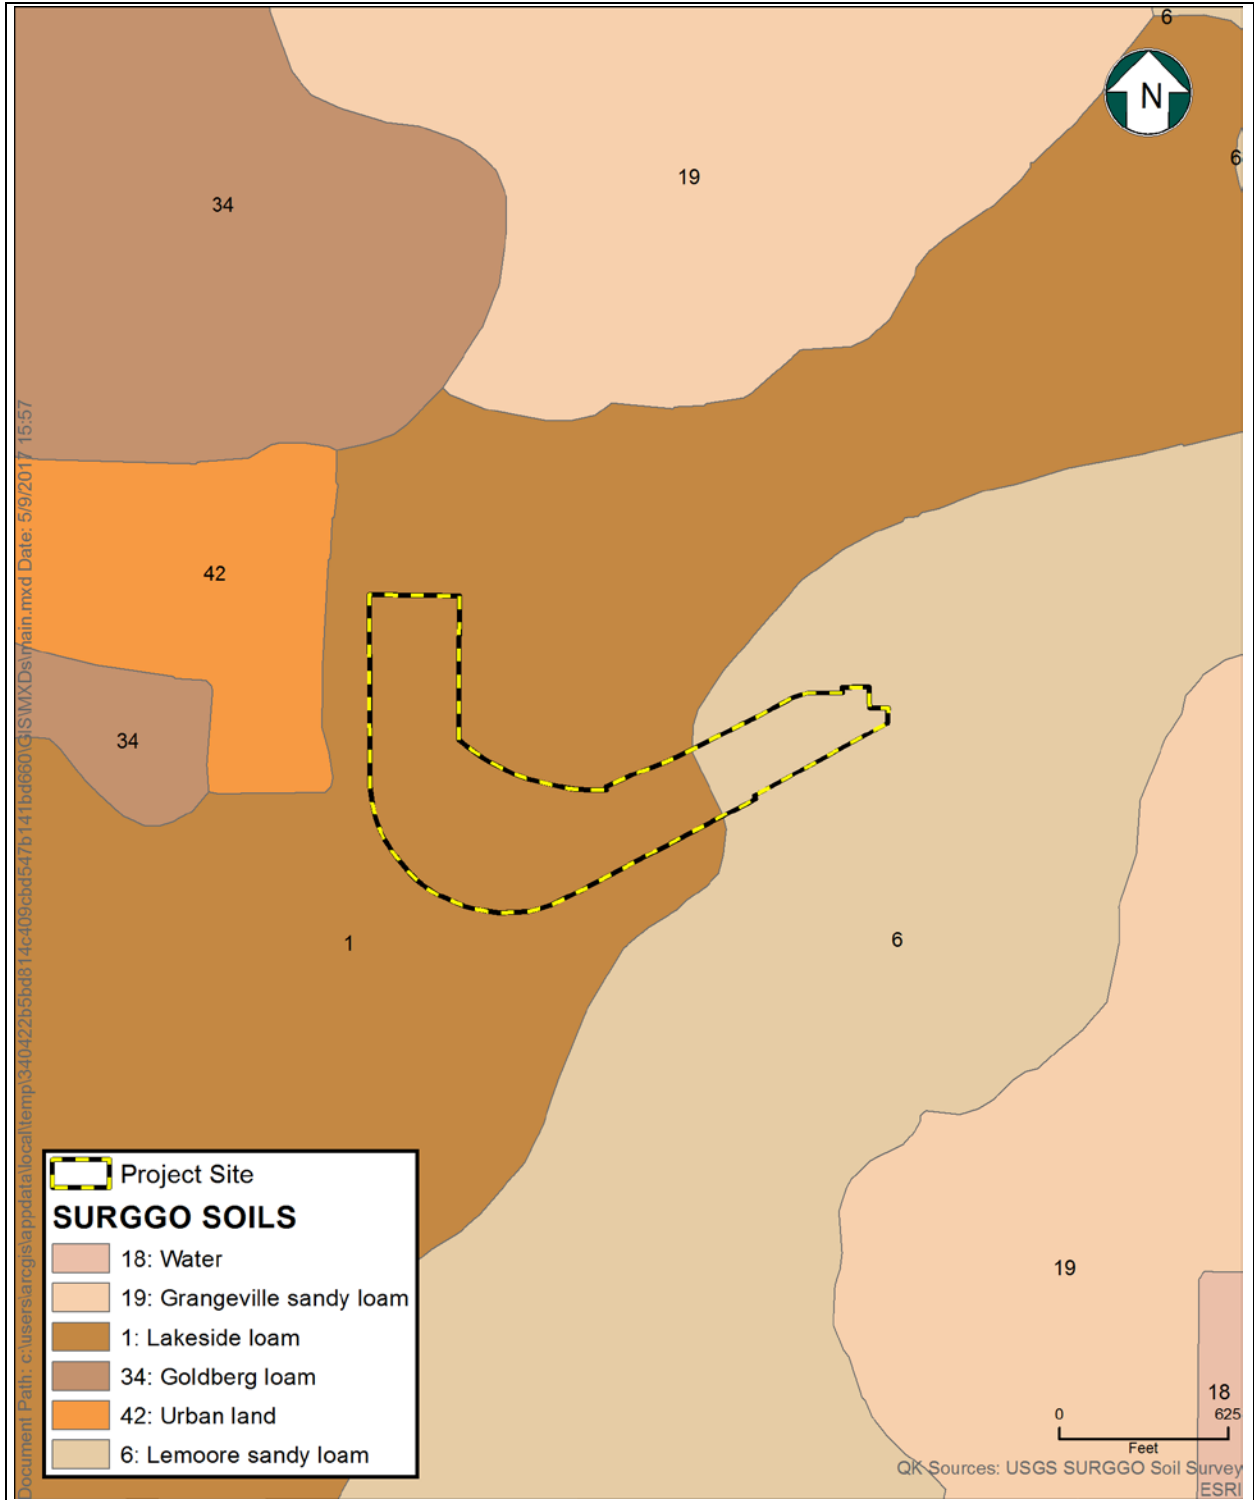 6
N
6
19
34
42
34
1
6
19
18
Document Path: c:\users\arcgis\appdata\local\temp\340422b5bd814c409cbd547b141bd660\GIS\MXDs\main.mxd Date: 5/9/2017 15:57
Project Site
SURGGO SOILS
18: Water
19: Grangeville sandy loam
1: Lakeside loam
34: Goldberg loam
42: Urban land
6: Lemoore sandy loam
0 625
Feet
QK Sources: USGS SURGGO Soil Survey
ESRI